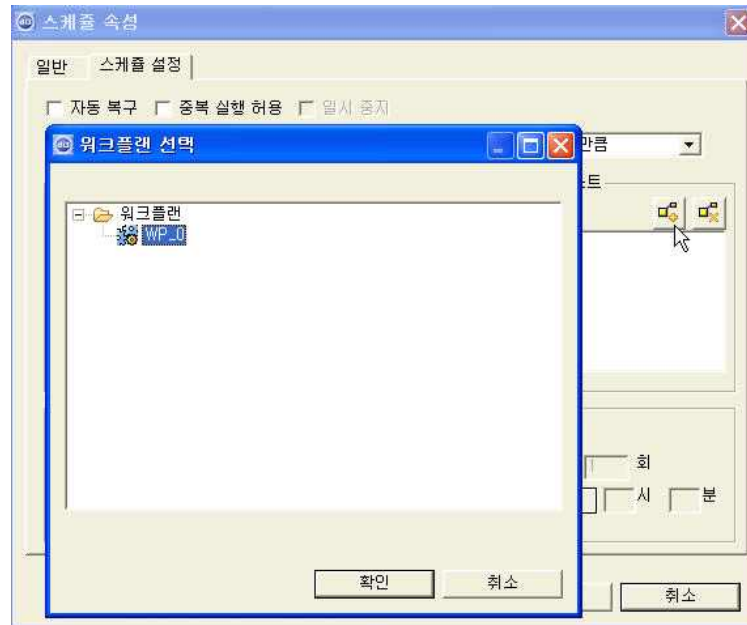 스케쥴 속성
일반 스케쥴 설정
자동 복구 중복 실행 허용 일시 중지
워크플랜 선택
만큼
스트
워크플랜
WP_0
1 회
시 분
확인 취소
취소